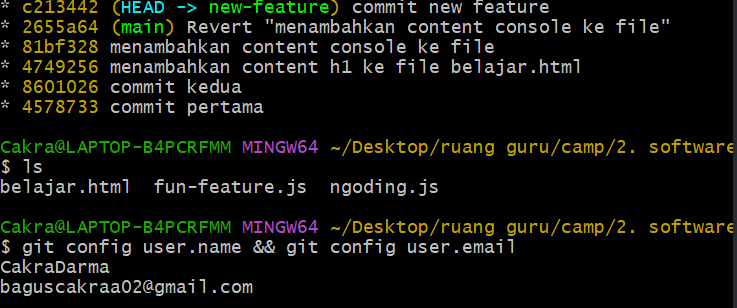 * c213442 (HEAD -> new-feature) commit new feature
* 2655a64 (main) Revert "menambahkan content console ke file"
* 81bf328 menambahkan content console ke file
* 4749256 menambahkan content h1 ke file belajar.html
* 8601026 commit kedua
* 4578733 commit pertama
Cakra@LAPTOP-B4PCRFMM MINGW64 ~/Desktop/ruang guru/camp/2. software
$ ls
belajar.html  fun-feature.js  ngoding.js
Cakra@LAPTOP-B4PCRFMM MINGW64 ~/Desktop/ruang guru/camp/2. software
$ git config user.name && git config user.email
CakraDarma
baguscakraa02@gmail.com